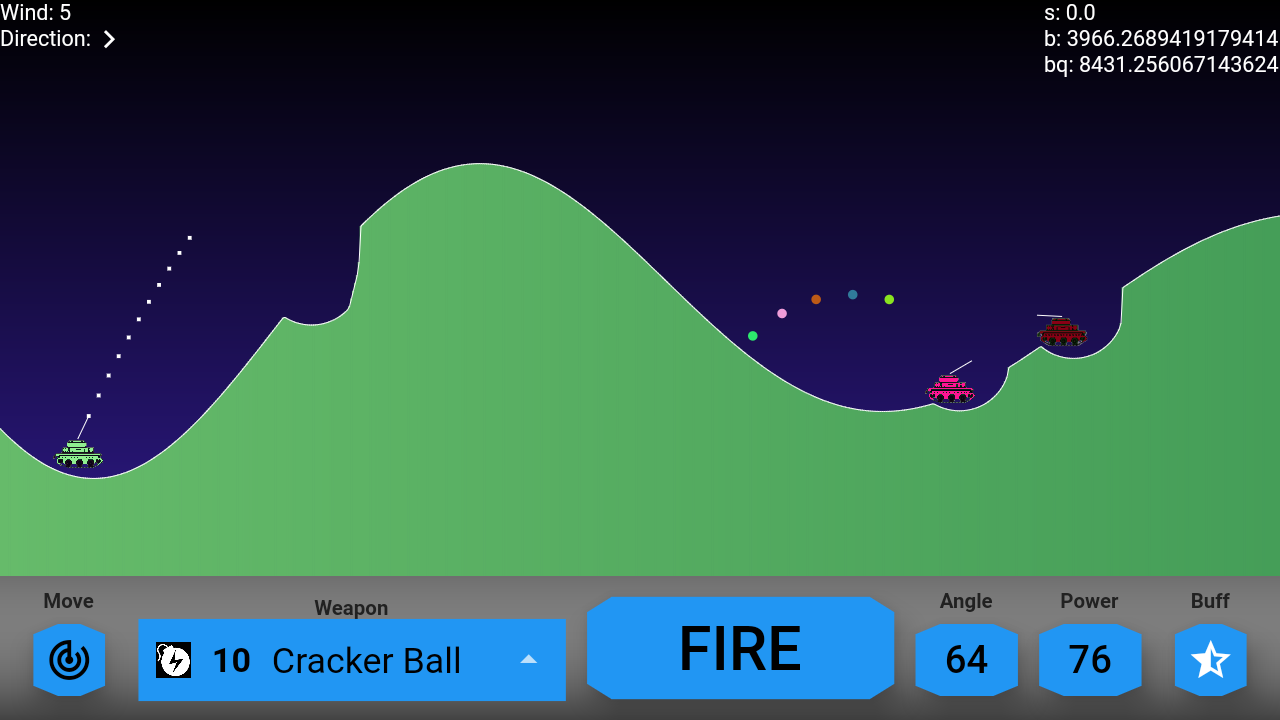 Wind: 5
Direction:
s: 0.0
b: 3966.2689419179414
bq: 8431.256067143624
Move
Weapon
10 Cracker Ball
FIRE
Angle
64
Power
76
Buff